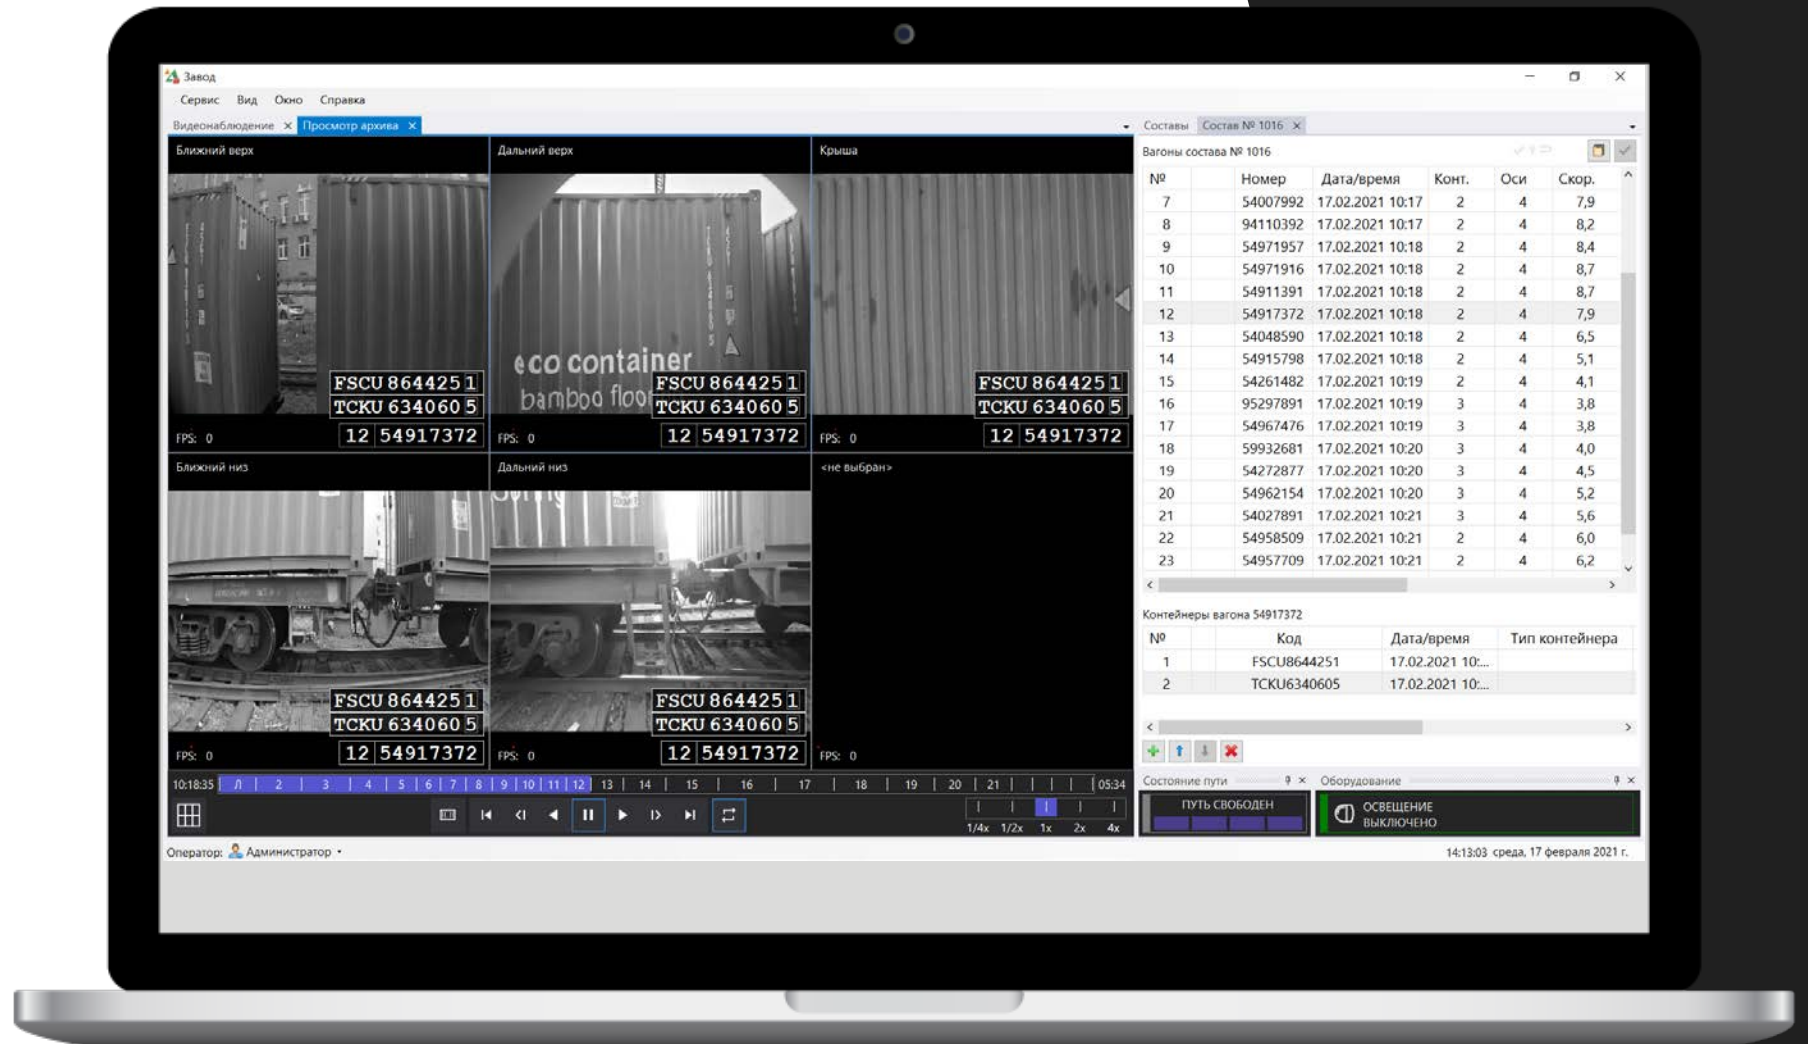 Завод
Сервис Вид Окно Справка
Видеонаблюдение Просмотр архива
Ближний верх
Дальний верх
Крыша
eco container
bamboo floo
FSCU 864425 1
TCKU 634060 5
FPS: 0
12 54917372
FSCU 864425 1
TCKU 634060 5
FPS: 0
12 54917372
FSCU 864425 1
TCKU 634060 5
FPS: 0
12 54917372
Ближний низ
Дальний низ
<не выбран>
FSCU 864425 1
TCKU 634060 5
FPS: 0
12 54917372
FSCU 864425 1
TCKU 634060 5
FPS: 0
12 54917372
FPS: 0
10:18:35 Л 2 3 4 5 6 7 8 9 10 11 12 13 14 15 16 17 18 19 20 21 05:34
1/4x 1/2x 1x 2x 4x
Составы Состав № 1016
Вагоны состава № 1016
№ Номер Дата/время Конт. Оси Скор.
7 54007992 17.02.2021 10:17 2 4 7,9
8 94110392 17.02.2021 10:17 2 4 8,2
9 54971957 17.02.2021 10:18 2 4 8,4
10 54971916 17.02.2021 10:18 2 4 8,7
11 54911391 17.02.2021 10:18 2 4 8,7
12 54917372 17.02.2021 10:18 2 4 7,9
13 54048590 17.02.2021 10:18 2 4 6,5
14 54915798 17.02.2021 10:18 2 4 5,1
15 54261482 17.02.2021 10:19 2 4 4,1
16 95297891 17.02.2021 10:19 3 4 3,8
17 54967476 17.02.2021 10:19 3 4 3,8
18 59932681 17.02.2021 10:20 3 4 4,0
19 54272877 17.02.2021 10:20 3 4 4,5
20 54962154 17.02.2021 10:20 3 4 5,2
21 54027891 17.02.2021 10:21 3 4 5,6
22 54958509 17.02.2021 10:21 2 4 6,0
23 54957709 17.02.2021 10:21 2 4 6,2
Контейнеры вагона 54917372
№ Код Дата/время Тип контейнера
1 FSCU8644251 17.02.2021 10:...
2 TCKU6340605 17.02.2021 10:...
Состояние пути
ПУТЬ СВОБОДЕН
Оборудование
ОСВЕЩЕНИЕ
ВЫКЛЮЧЕНО
Оператор: Администратор
14:13:03 среда, 17 февраля 2021 г.